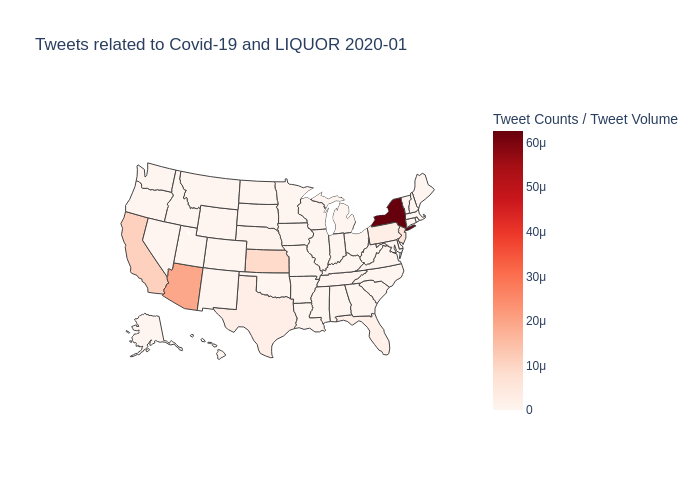 Tweets related to Covid-19 and LIQUOR 2020-01
Tweet Counts / Tweet Volume
60μ
50μ
40μ
30μ
20μ
10μ
0